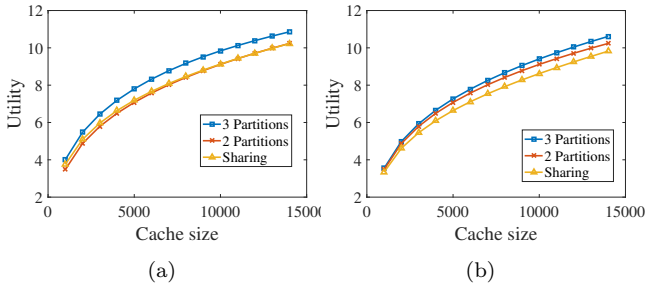 12
10
8
6
4
2
Utility
0
5000
10000
15000
Cache size
3 Partitions
2 Partitions
Sharing
(a)
12
10
8
6
4
2
Utility
0
5000
10000
15000
Cache size
3 Partitions
2 Partitions
Sharing
(b)